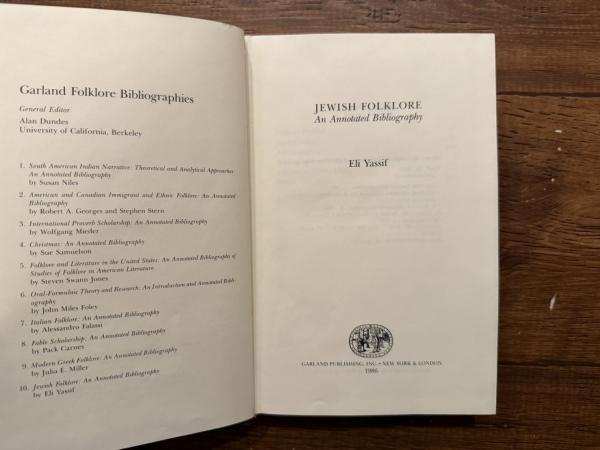 Garland Folklore Bibliographies
General Editor
Alan Dundes
University of California, Berkeley
1. South American Indian Narrative: Theoretical and Analytical Approaches:
An Annotated Bibliography
by Susan Niles
2. American and Canadian Immigrant and Ethnic Folklore: An Annotated
Bibliography
by Robert A. Georges and Stephen Stern
3. International Proverb Scholarship: An Annotated Bibliography
by Wolfgang Mieder
4. Christmas: An Annotated Bibliography
by Sue Samuelson
5. Folklore and Literature in the United States: An Annotated Bibliography of
Studies of Folklore in American Literature
by Steven Swann Jones
6. Oral-Formulaic Theory and Research: An Introduction and Annotated Bibli-
ography
by John Miles Foley
7. Italian Folklore: An Annotated Bibliography
by Alessandro Falassi
8. Fable Scholarship: An Annotated Bibliography
by Pack Carnes
9. Modern Greek Folklore: An Annotated Bibliography
by Julia E. Miller
10. Jewish Folklore: An Annotated Bibliography
by Eli Yassif
JEWISH FOLKLORE
An Annotated Bibliography
Eli Yassif
GARLAND PUBLISHING, INC. • NEW YORK & LONDON
1986